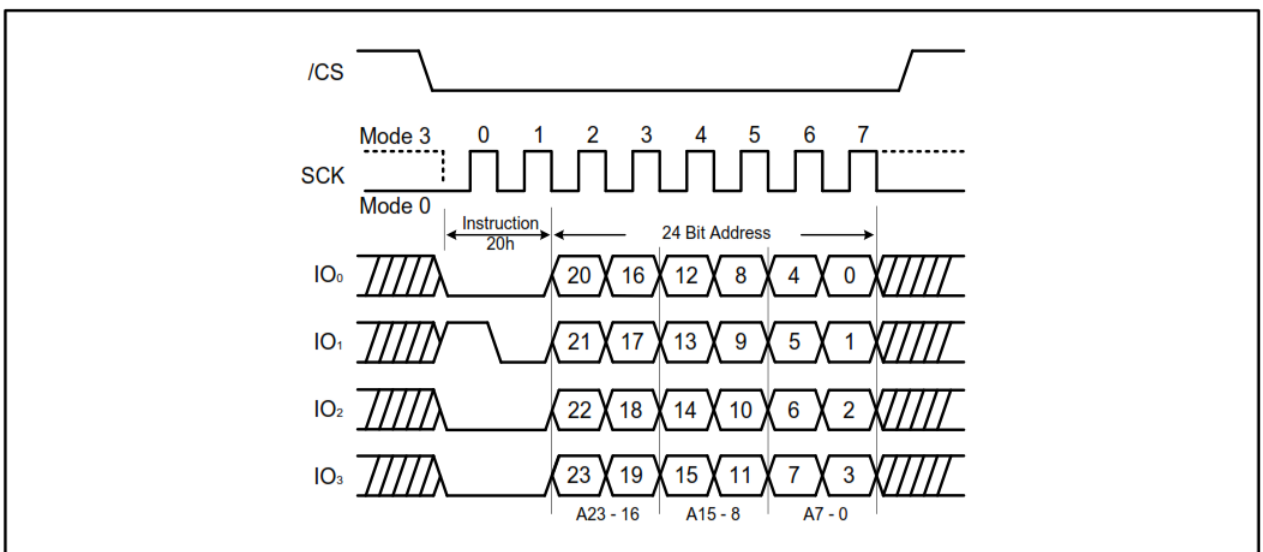 /CS
Mode 3 0 1 2 3 4 5 6 7
SCK
Mode 0
Instruction 24 Bit Address
20h
IO₀ 20 16 12 8 4 0
IO₁ 21 17 13 9 5 1
IO₂ 22 18 14 10 6 2
IO₃ 23 19 15 11 7 3
A23 - 16 A15 - 8 A7 - 0